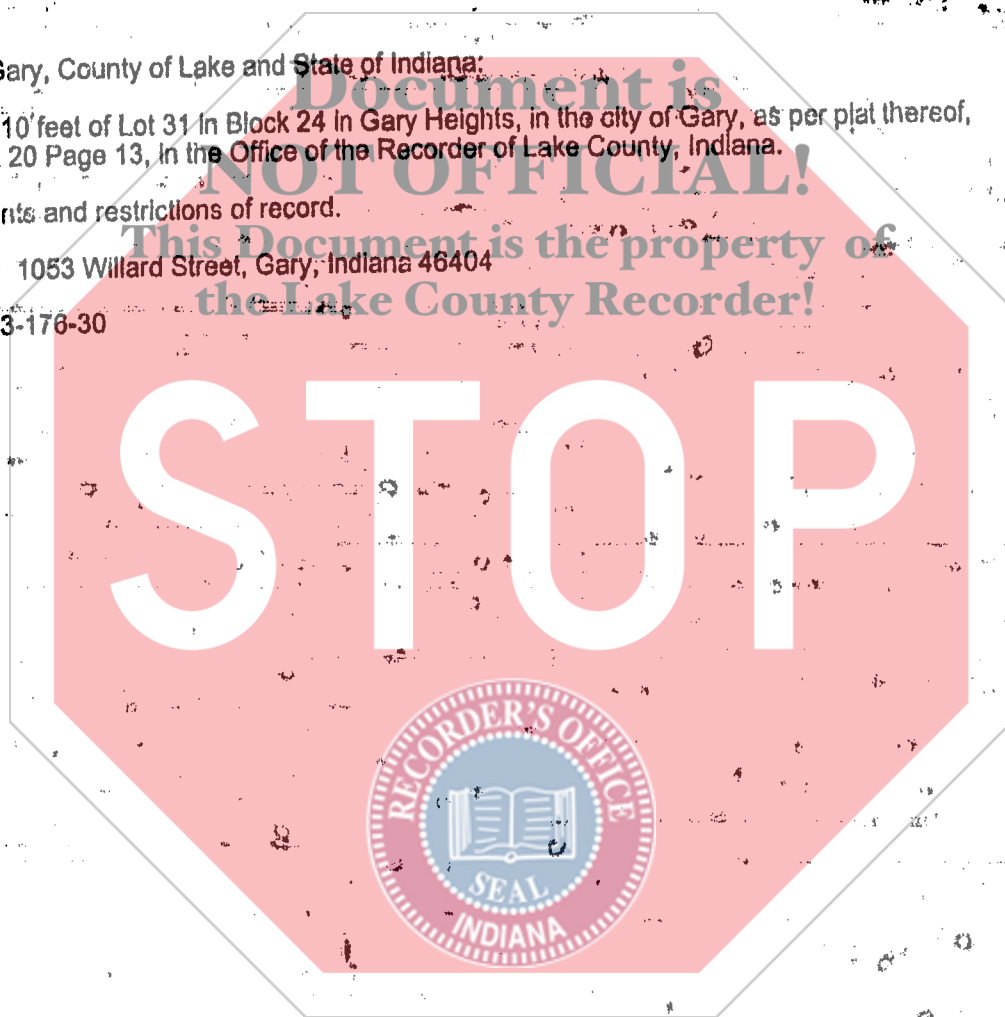 Gary, County of Lake and State of Indiana:
Document is
10 feet of Lot 31 in Block 24 in Gary Heights, in the city of Gary, as per plat thereof,
20 Page 13, in the Office of the Recorder of Lake County, Indiana.
NOT OFFICIAL!
nts and restrictions of record.
This Document is the property of
1053 Willard Street, Gary, Indiana 46404
the Lake County Recorder!
3-176-30
STOP
RECORDER'S OFFICE
SEAL
INDIANA